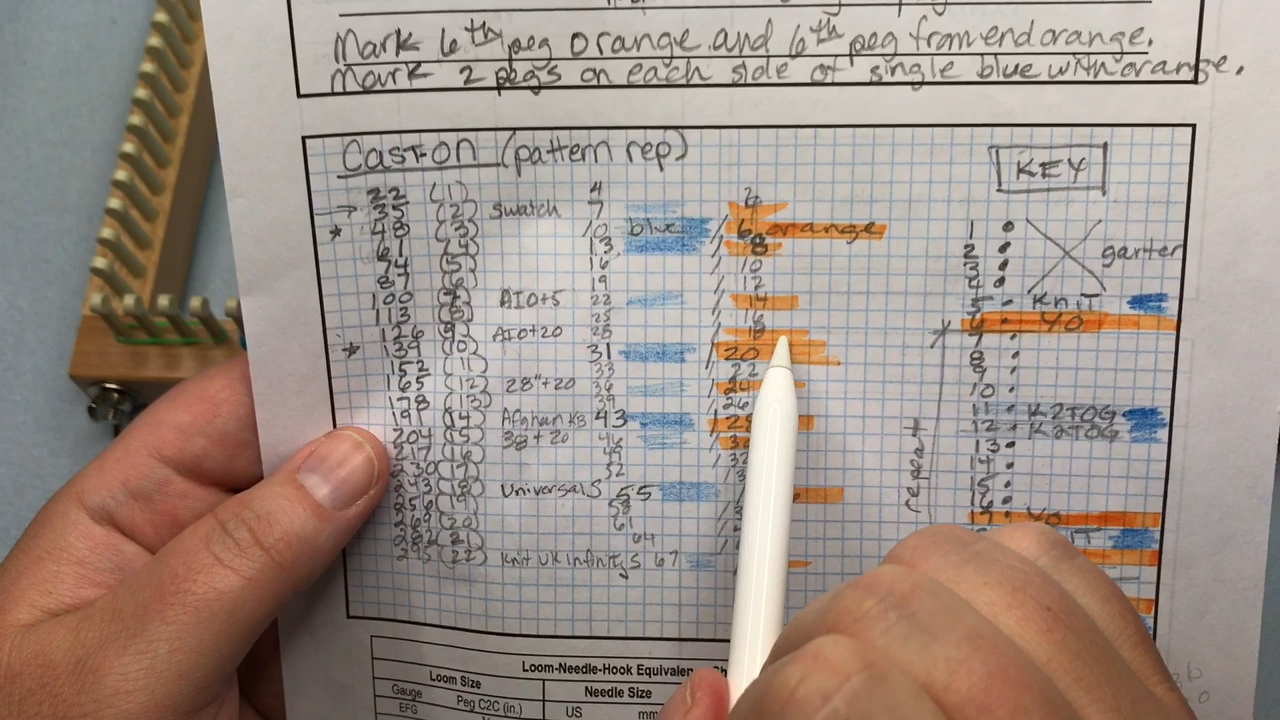 Mark 6th peg orange and 6th peg from end orange.
Mark 2 pegs on each side of single blue with orange.
Cast-on (pattern rep)
22 (1) 4 2
35 (2) swatch 7
* 48 (3) 10 blue / 6 orange
61 (4) 13 / 8
74 (5) 16 / 10
87 (6) 19 / 12
100 (7) AIO+5 22 / 14
113 (8) 25 / 16
126 (9) AIO+20 28 / 18
* 139 (10) 31 / 20
152 (11) 33 / 22
165 (12) 28"+20 36 / 24
178 (13) 39 / 26
191 (14) Afghan KB 43
204 (15) 38+20 46
217 (16) 49
230 (17) 52
243 (18) Universals 55
256 (19) 58
269 (20) 61
282 (21) 64
295 (22) Knit UK Infinity S 67
KEY
1
2 garter
3
4
5 Knit
6 YO
7
8
9
10
11 K2TOG
12 K2TOG
13
14
15
16
YO
repeat
Loom-Needle-Hook Equivalen
Loom Size
Needle Size
Gauge
Peg C2C (in.)
US
mm
EFG